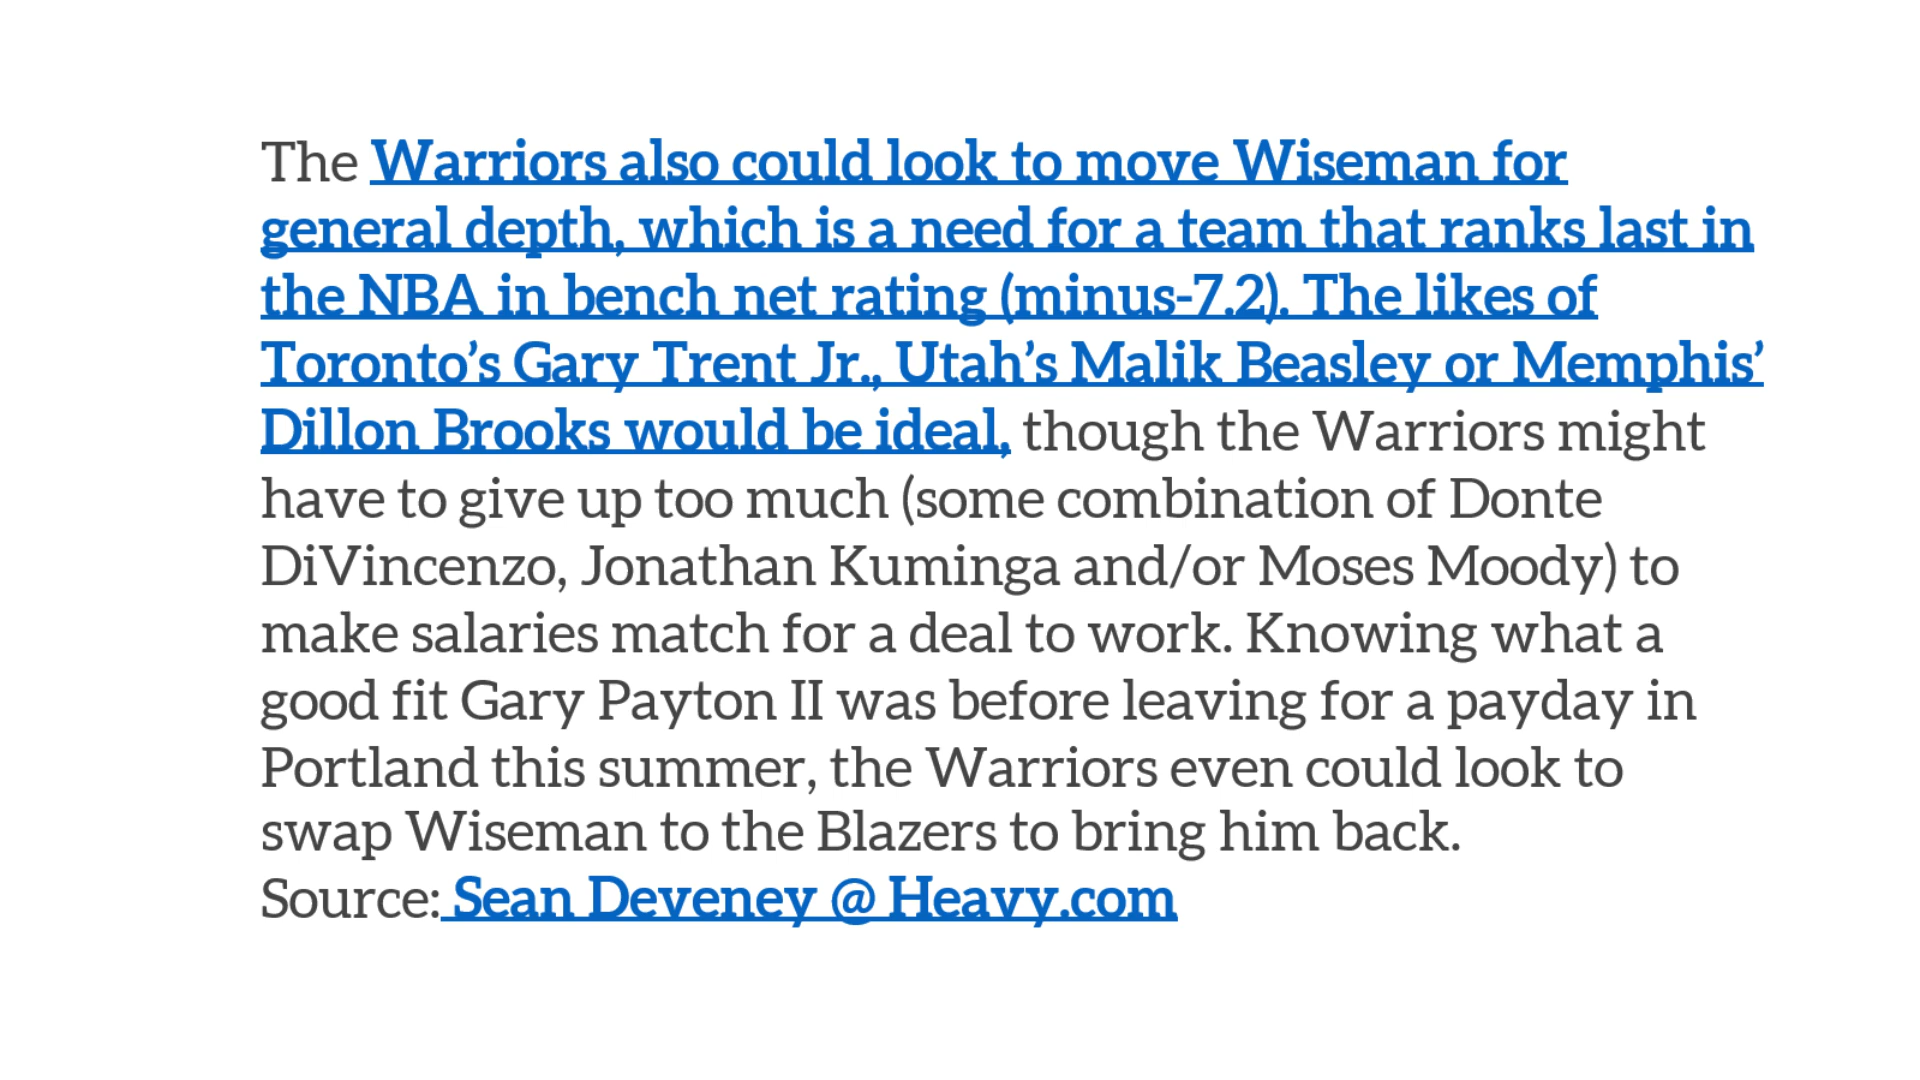 The Warriors also could look to move Wiseman for
general depth, which is a need for a team that ranks last in
the NBA in bench net rating (minus-7.2). The likes of
Toronto’s Gary Trent Jr., Utah’s Malik Beasley or Memphis’
Dillon Brooks would be ideal, though the Warriors might
have to give up too much (some combination of Donte
DiVincenzo, Jonathan Kuminga and/or Moses Moody) to
make salaries match for a deal to work. Knowing what a
good fit Gary Payton II was before leaving for a payday in
Portland this summer, the Warriors even could look to
swap Wiseman to the Blazers to bring him back.
Source: Sean Deveney @ Heavy.com